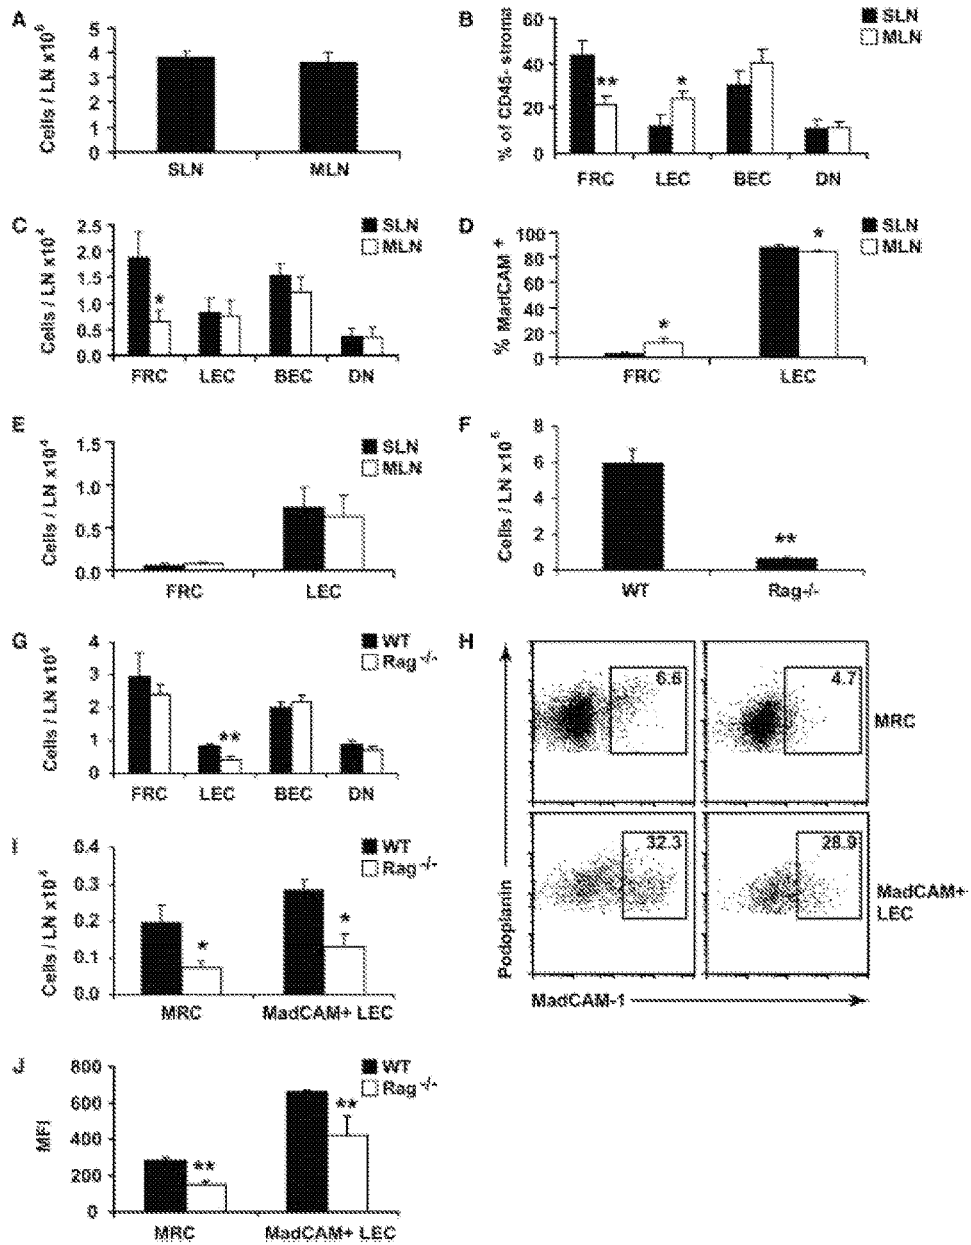 A
Cells / LN x10⁶
5
4
3
2
1
0
SLN
MLN
B
% of CD45- stroma
60
40
20
0
SLN
MLN
**
*
FRC
LEC
BEC
DN
C
Cells / LN x10⁴
2.5
2.0
1.5
1.0
0.5
0.0
SLN
MLN
*
FRC
LEC
BEC
DN
D
% MadCAM +
100
80
60
40
20
0
SLN
MLN
*
*
FRC
LEC
E
Cells / LN x10⁴
1.5
1.0
0.5
0.0
SLN
MLN
FRC
LEC
F
Cells / LN x10
8
6
4
2
0
**
WT
Rag-/-
G
Cells / LN x10⁴
4
3
2
1
0
WT
Rag -/-
**
FRC
LEC
BEC
DN
H
6.6
4.7
MRC
32.3
28.9
MadCAM+
LEC
Podoplanin
MadCAM-1
I
Cells / LN x10⁴
0.4
0.3
0.2
0.1
0.0
WT
Rag -/-
*
*
MRC
MadCAM+ LEC
J
MFI
800
600
400
200
0
WT
Rag -/-
**
**
MRC
MadCAM+ LEC